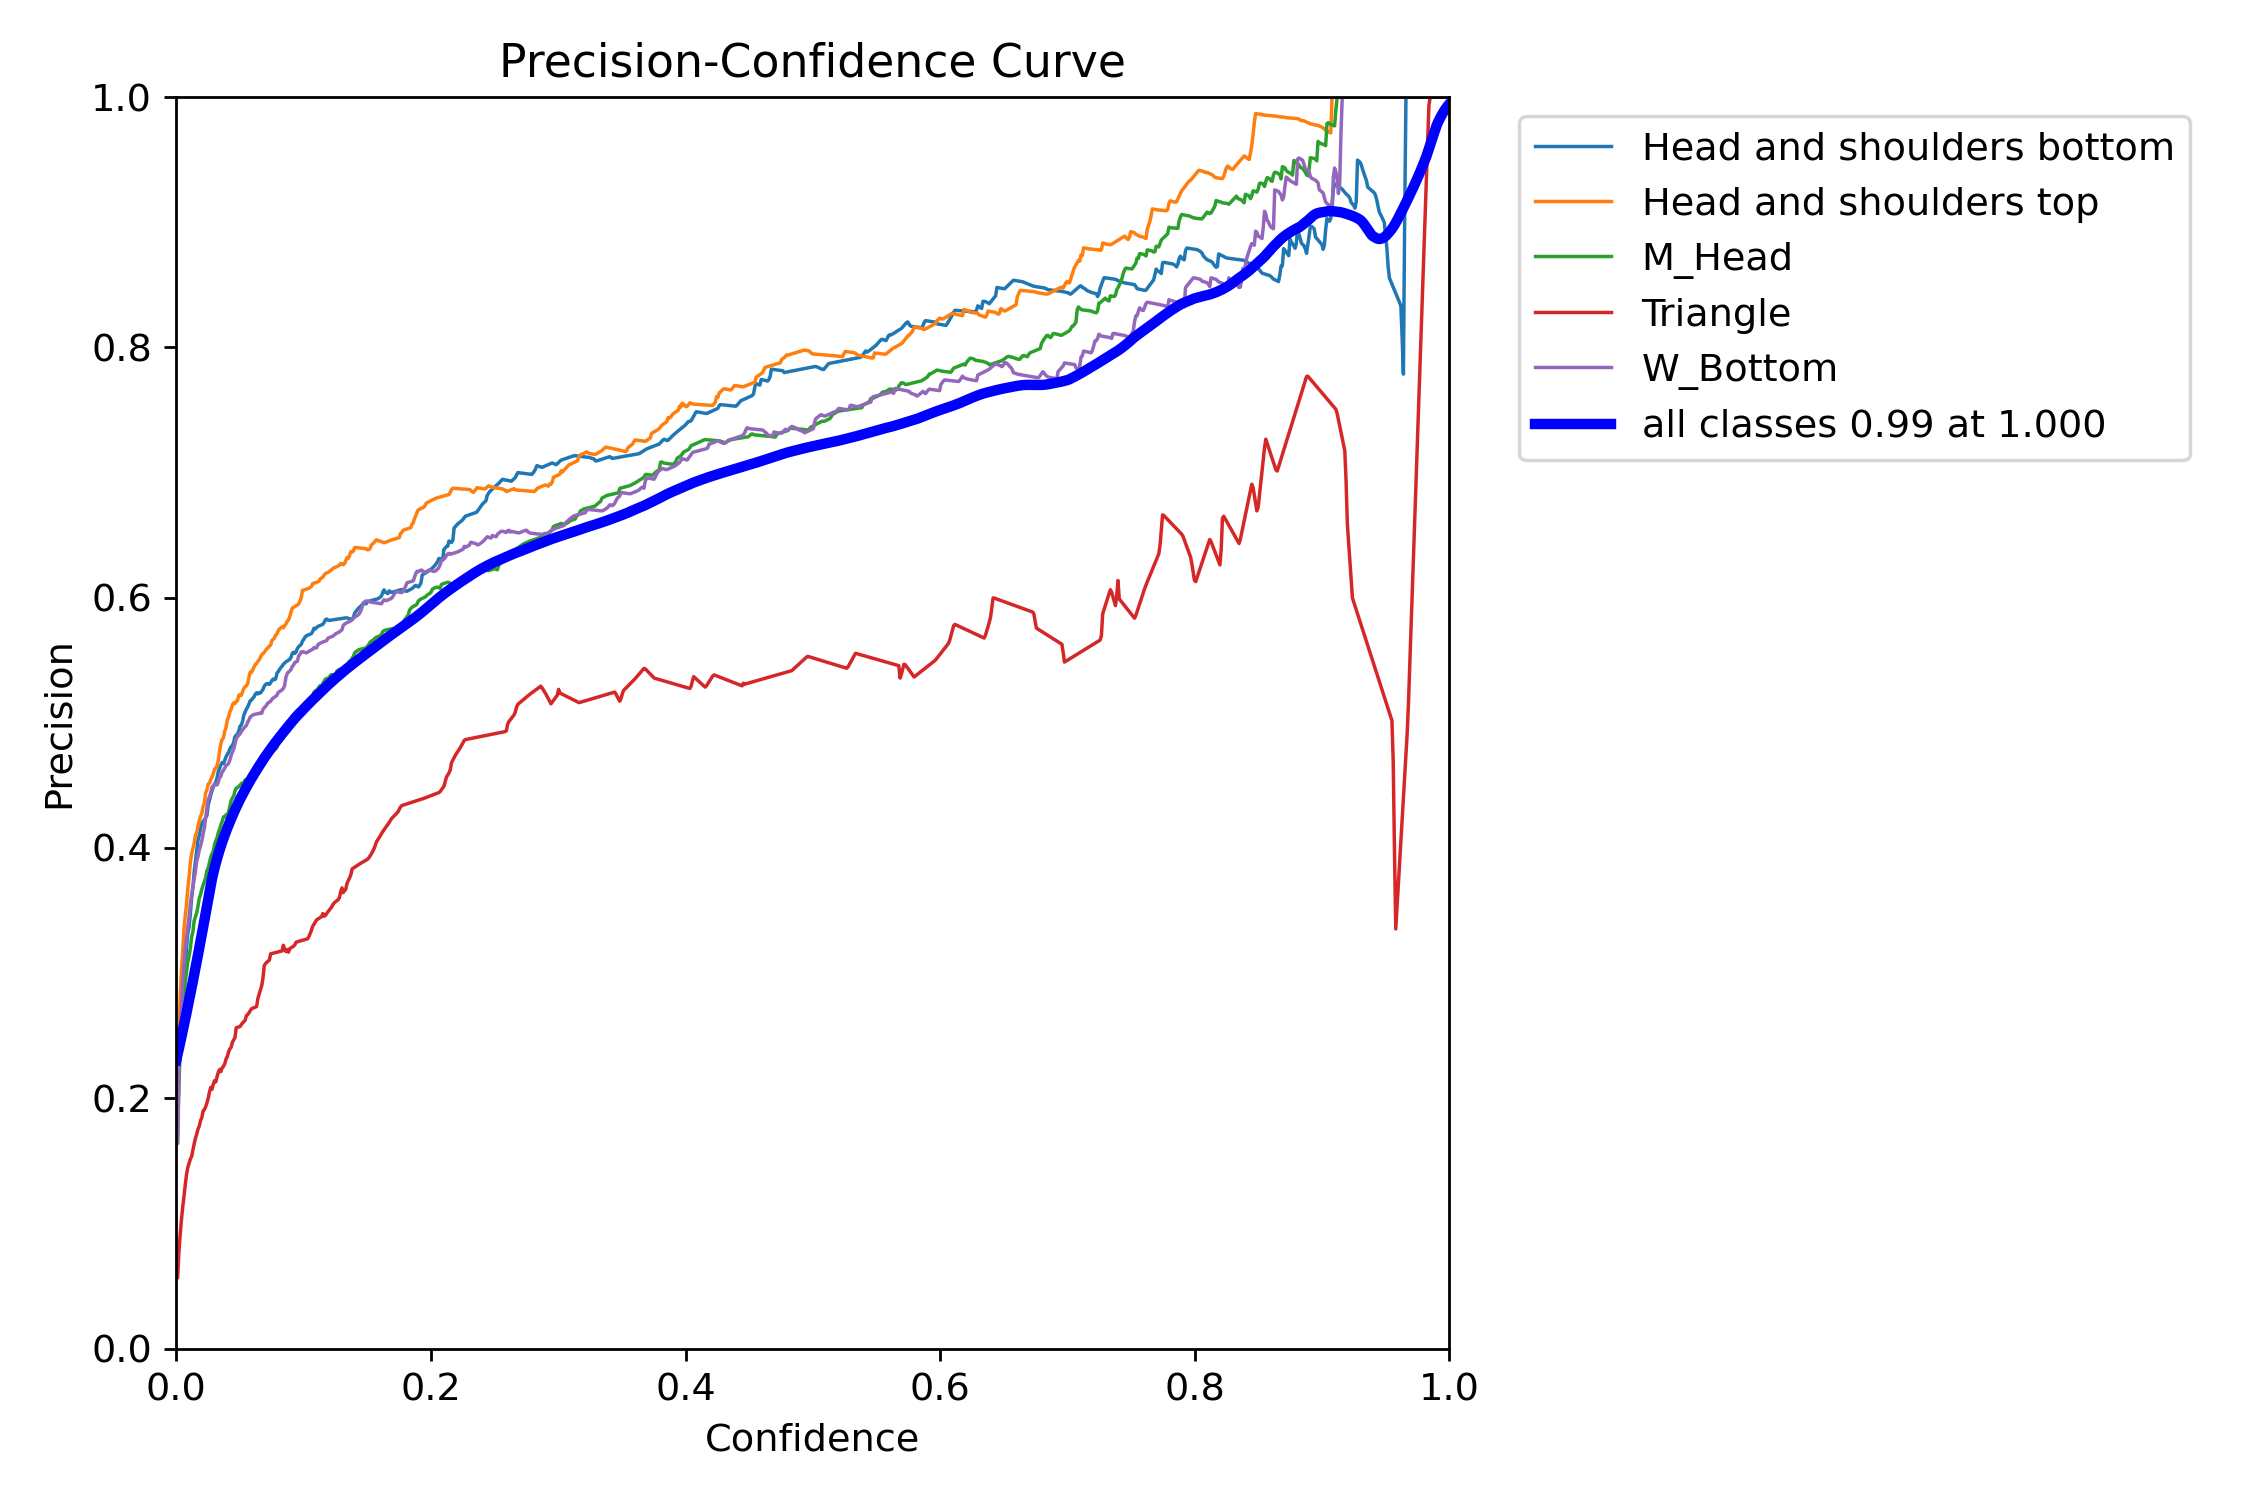 Precision-Confidence Curve
1.0
0.8
0.6
0.4
0.2
0.0
Precision
0.0 0.2 0.4 0.6 0.8 1.0
Confidence
Head and shoulders bottom
Head and shoulders top
M_Head
Triangle
W_Bottom
all classes 0.99 at 1.000